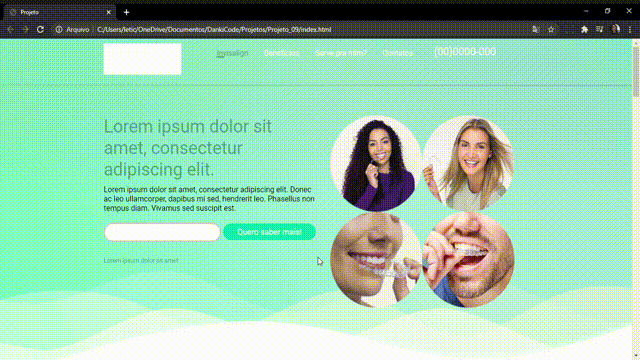 Projeto
Arquivo | C:/Users/letic/OneDrive/Documentos/DankiCode/Projetos/Projeto_09/index.html
Invisalign Benefícios Serve pra mim? Contatos (00)0000-000
Lorem ipsum dolor sit
amet, consectetur
adipiscing elit.
Lorem ipsum dolor sit amet, consectetur adipiscing elit. Donec
ac leo ullamcorper, dapibus mi sed, hendrerit leo. Phasellus non
tempus diam. Vivamus sed suscipit est.
Quero saber mais!
Lorem ipsum dolor sit amet